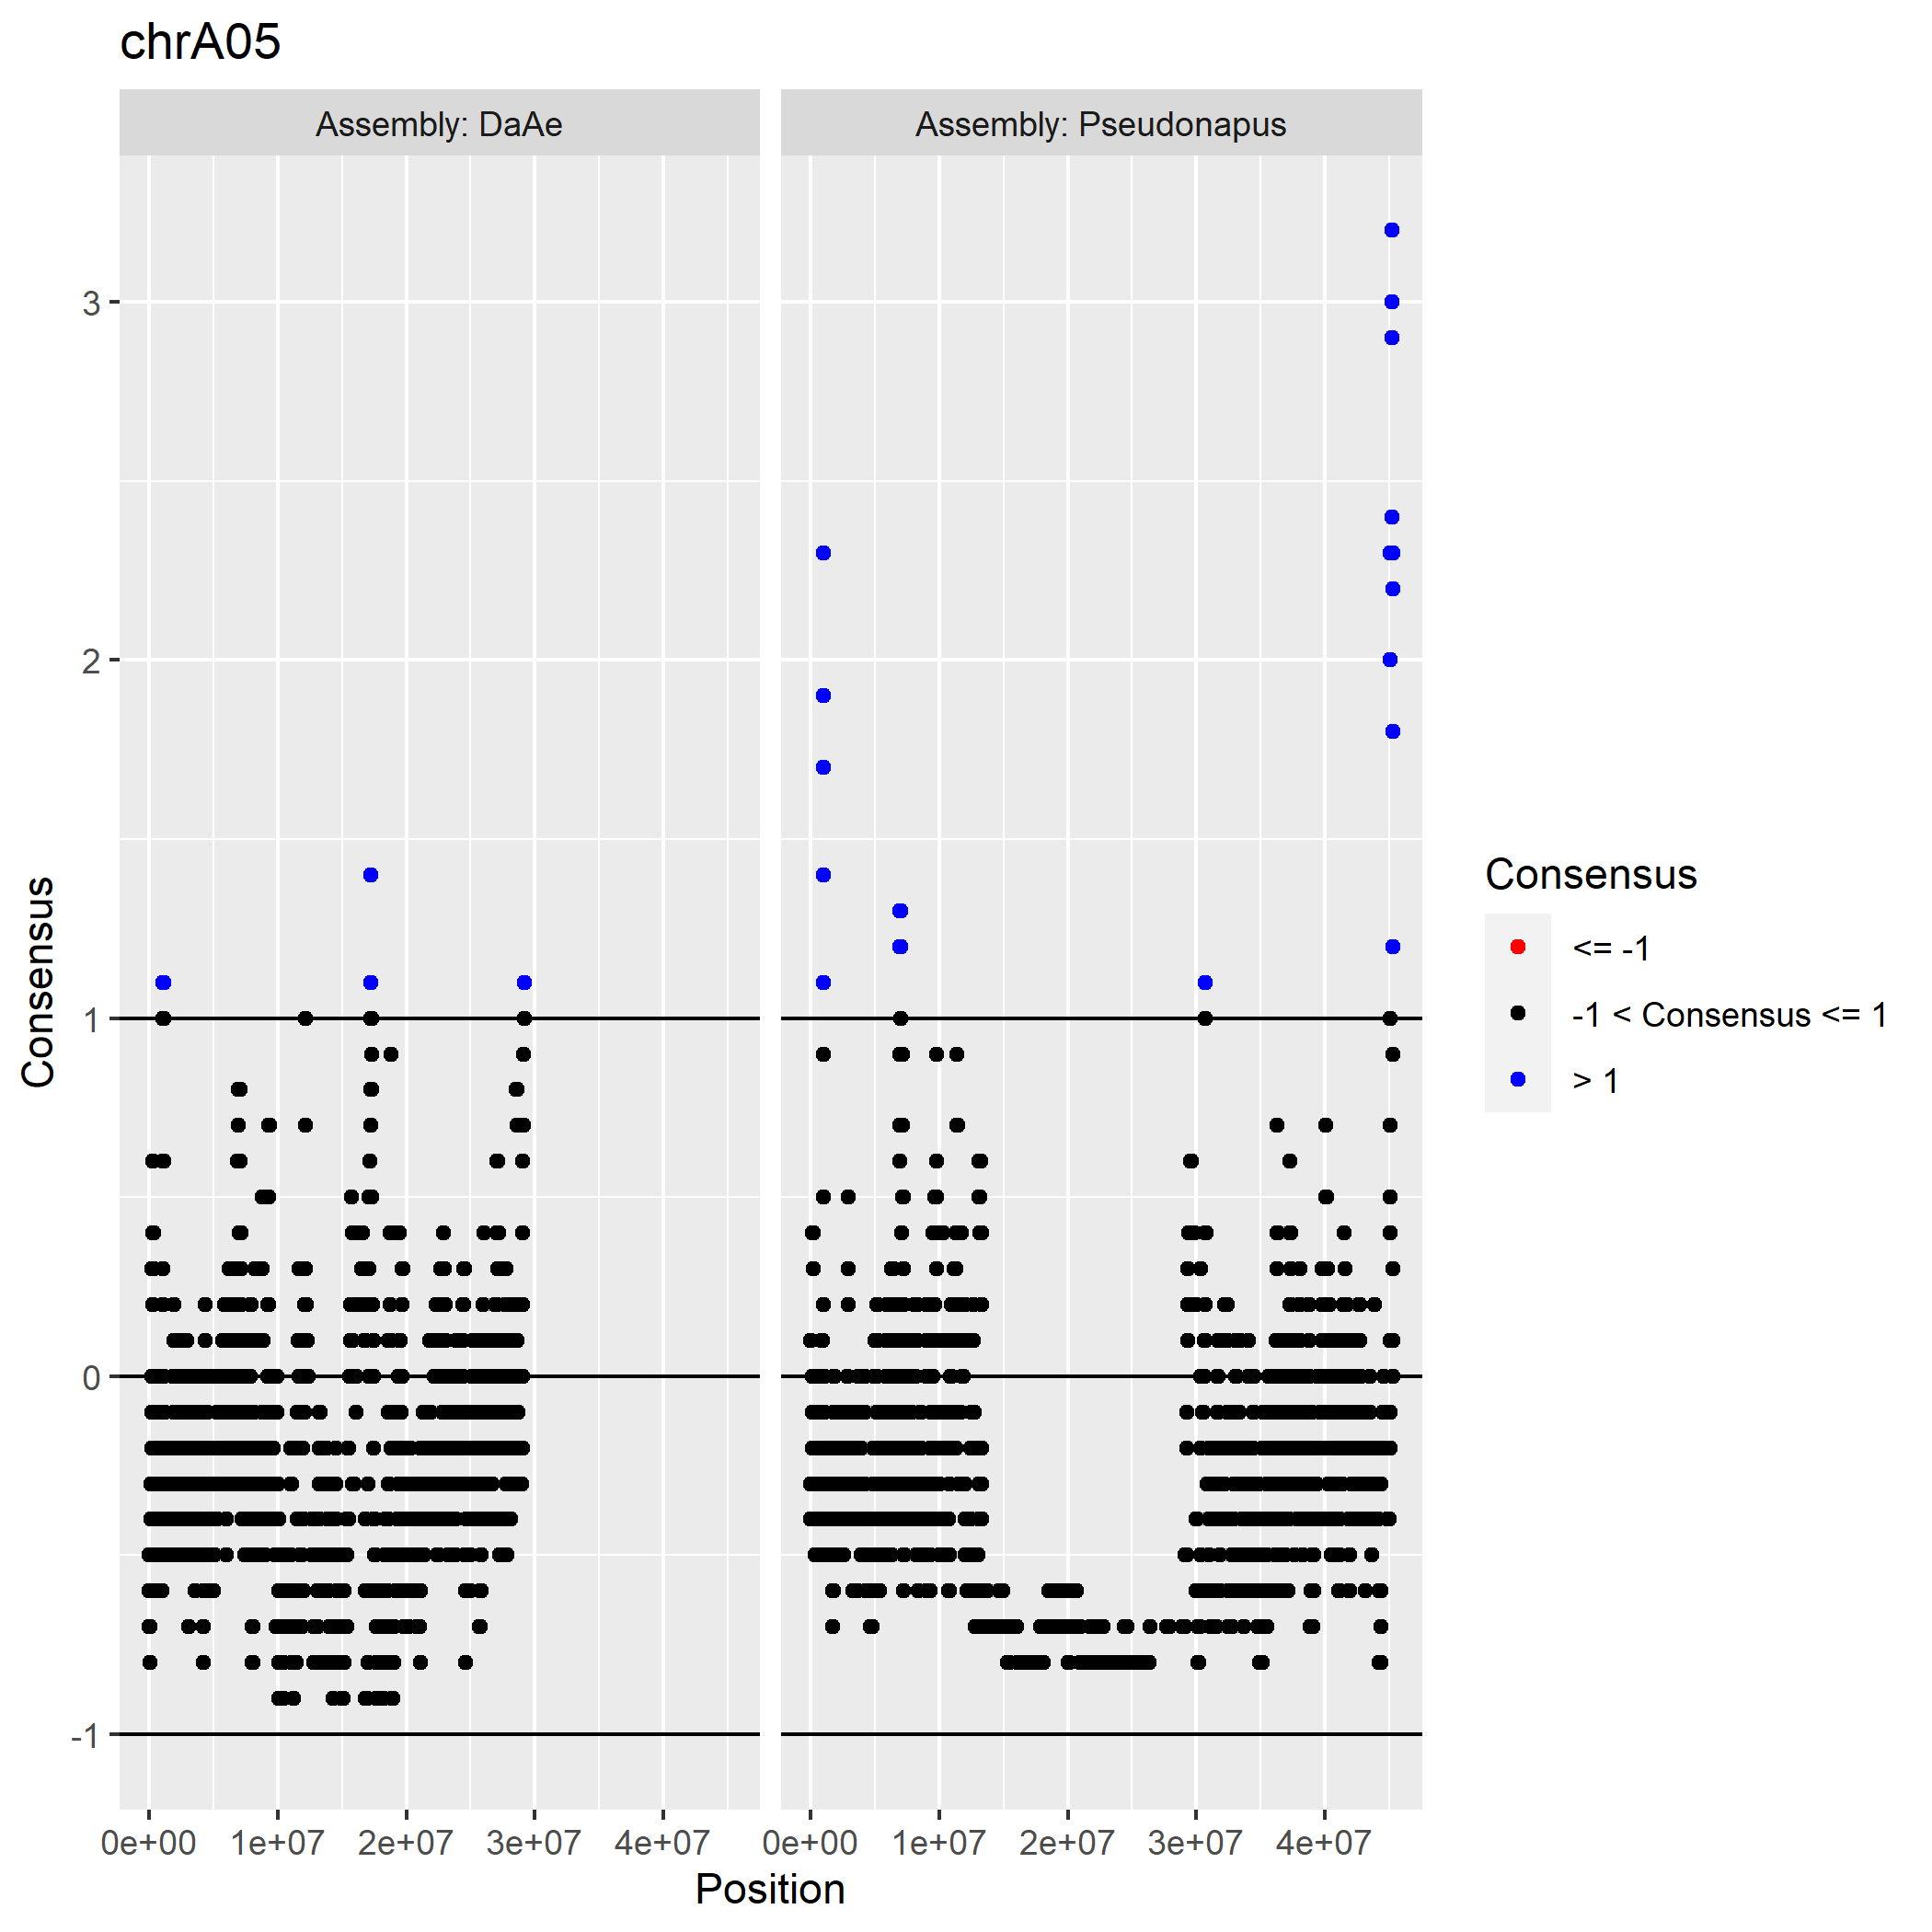 chrA05
Assembly: DaAe
Assembly: Pseudonapus
3
2
1
0
-1
Consensus
0e+00 1e+07 2e+07 3e+07 4e+07
0e+00 1e+07 2e+07 3e+07 4e+07
Position
Consensus
<= -1
-1 < Consensus <= 1
> 1